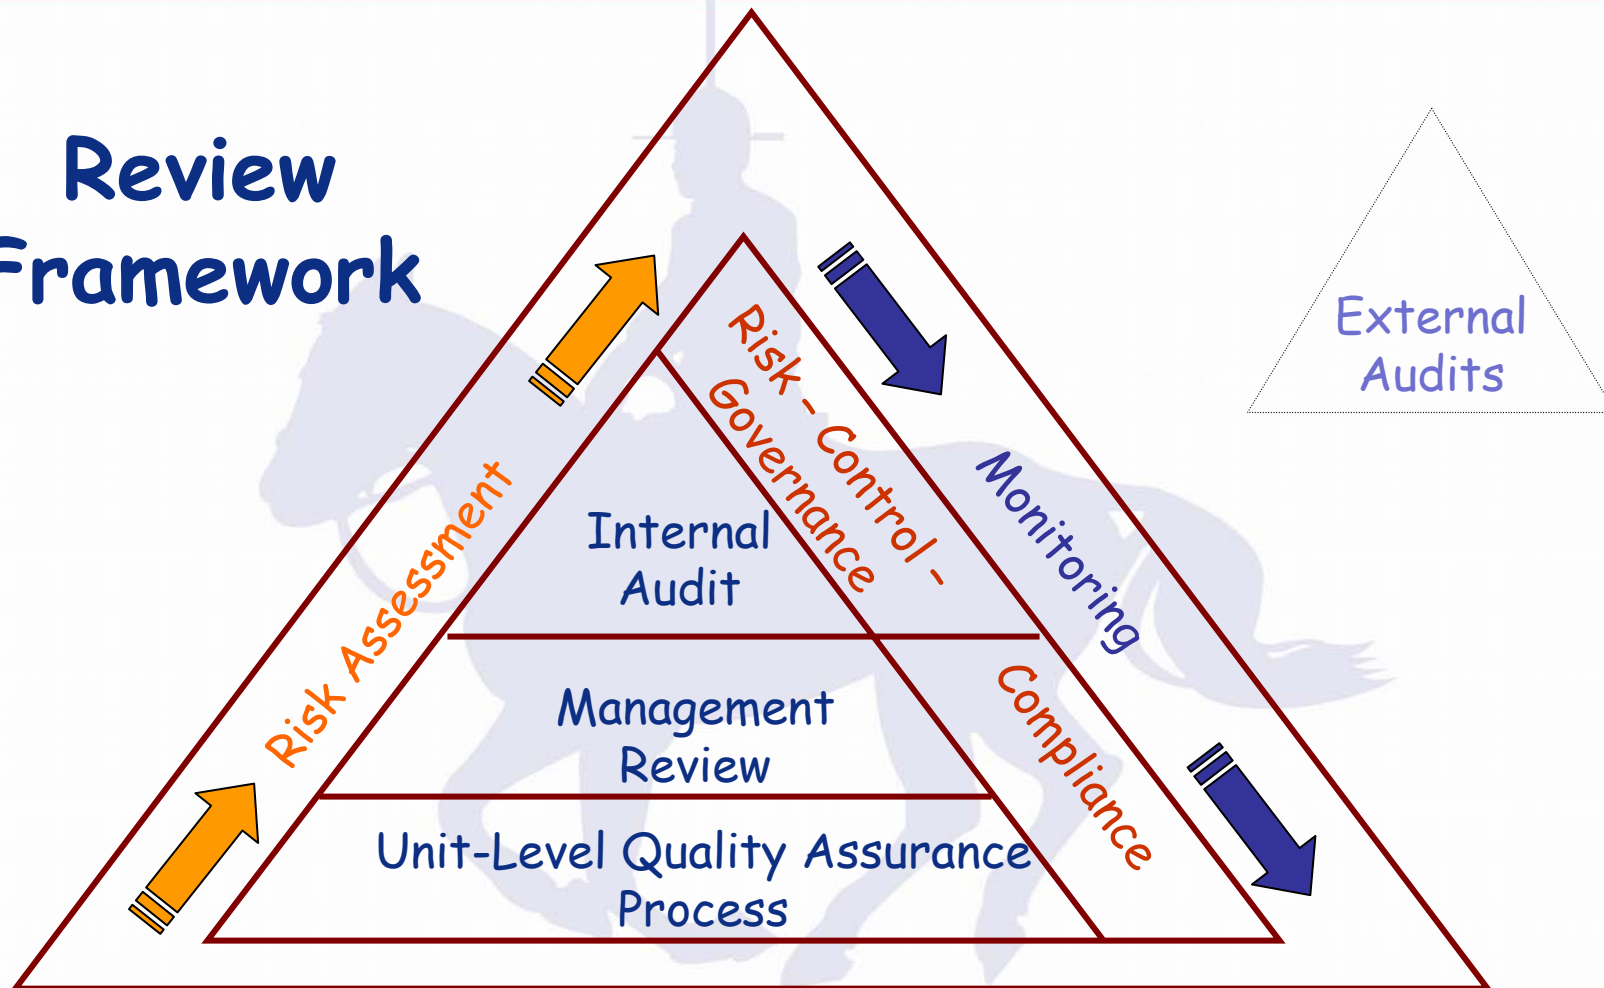 Review
Framework
External
Audits
Risk Assessment
Risk - Control -
Governance
Monitoring
Internal
Audit
Compliance
Management
Review
Unit-Level Quality Assurance
Process